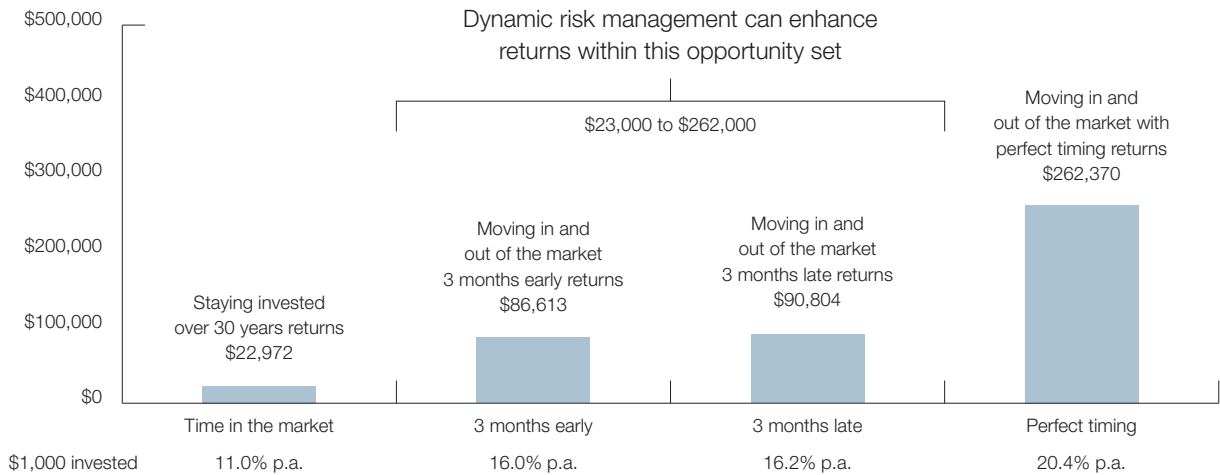 Dynamic risk management can enhance
returns within this opportunity set
$500,000
$400,000
$300,000
$200,000
$100,000
$0
$23,000 to $262,000
Staying invested
over 30 years returns
$22,972
Moving in and
out of the market
3 months early returns
$86,613
Moving in and
out of the market
3 months late returns
$90,804
Moving in and
out of the market with
perfect timing returns
$262,370
Time in the market
3 months early
3 months late
Perfect timing
$1,000 invested
11.0% p.a.
16.0% p.a.
16.2% p.a.
20.4% p.a.